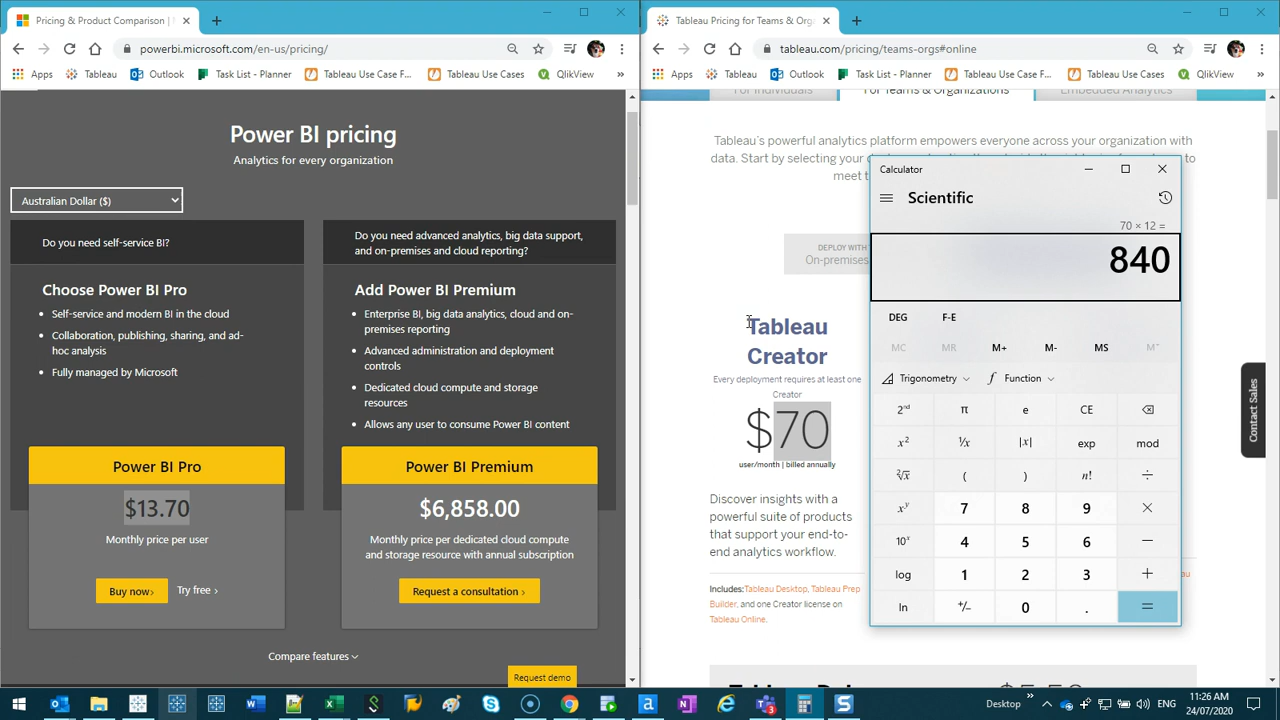 Pricing & Product Comparison |
powerbi.microsoft.com/en-us/pricing/
Apps
Tableau
Outlook
Task List - Planner
Tableau Use Case F...
Tableau Use Cases
QlikView
»
Power BI pricing
Analytics for every organization
Australian Dollar ($)
Do you need self-service BI?
Choose Power BI Pro
• Self-service and modern BI in the cloud
• Collaboration, publishing, sharing, and ad-
hoc analysis
• Fully managed by Microsoft
Power BI Pro
$13.70
Monthly price per user
Buy now›
Try free ›
Do you need advanced analytics, big data support,
and on-premises and cloud reporting?
Add Power BI Premium
• Enterprise BI, big data analytics, cloud and on-
premises reporting
• Advanced administration and deployment
controls
• Dedicated cloud compute and storage
resources
• Allows any user to consume Power BI content
Power BI Premium
$6,858.00
Monthly price per dedicated cloud compute
and storage resource with annual subscription
Request a consultation ›
Compare features
Request demo
Tableau Pricing for Teams & Org
tableau.com/pricing/teams-orgs#online
Apps
Tableau
Outlook
Task List - Planner
Tableau Use Case F...
Tableau Use Cases
QlikView
»
For Individuals
For Teams & Organizations
Embedded Analytics
Tableau's powerful analytics platform empowers everyone across your organization with
data. Start by selecting your
to
meet t
DEPLOY WITH
On-premises
Tableau
Creator
Every deployment requires at least one
Creator
$70
user/month | billed annually
Discover insights with a
powerful suite of products
that support your end-to-
end analytics workflow.
Includes:Tableau Desktop, Tableau Prep
Builder, and one Creator license on
Tableau Online.
Contact Sales
Calculator
Scientific
70 × 12 =
840
DEG
F-E
MC
MR
M+
M-
MS
M˅
Trigonometry
Function
2nd
π
e
CE
x²
¹/x
|x|
exp
mod
²√x
(
)
n!
÷
xʸ
7
8
9
×
10ˣ
4
5
6
−
log
1
2
3
+
ln
+/−
0
.
=
Desktop
»
ENG
11:26 AM
24/07/2020